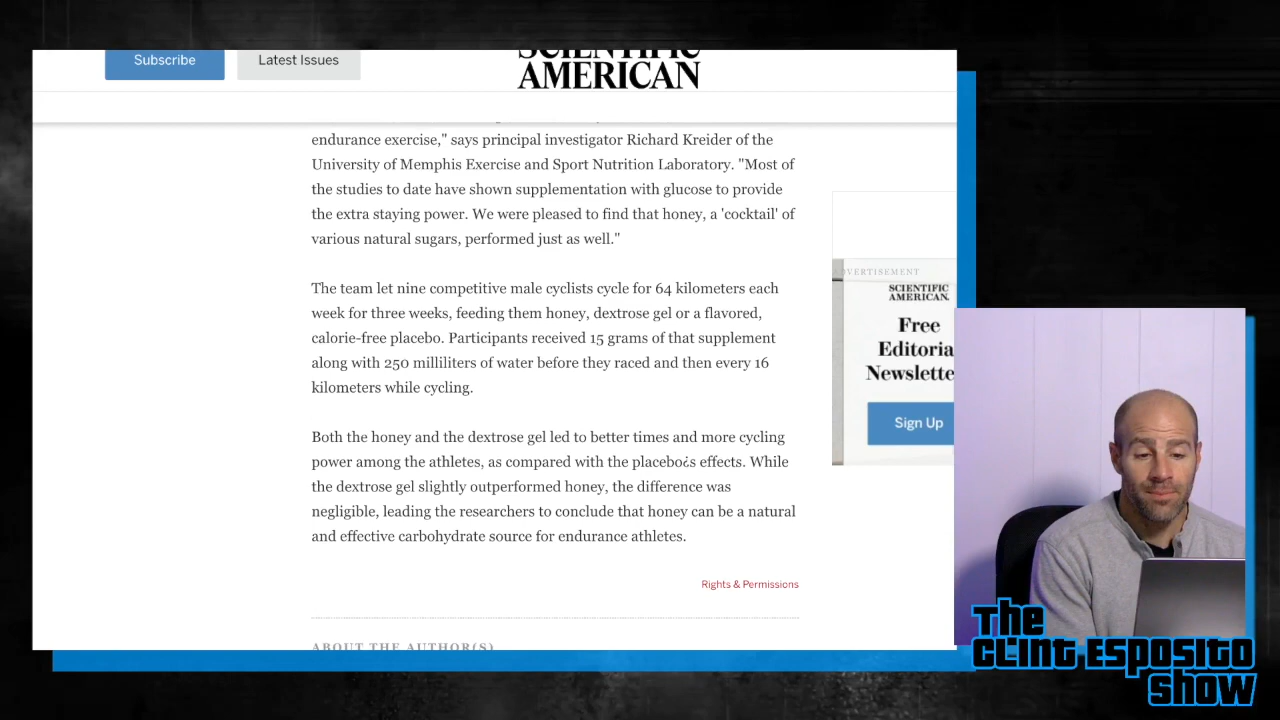 Subscribe
Latest Issues
SCIENTIFIC
AMERICAN
endurance exercise," says principal investigator Richard Kreider of the
University of Memphis Exercise and Sport Nutrition Laboratory. "Most of
the studies to date have shown supplementation with glucose to provide
the extra staying power. We were pleased to find that honey, a 'cocktail' of
various natural sugars, performed just as well."
The team let nine competitive male cyclists cycle for 64 kilometers each
week for three weeks, feeding them honey, dextrose gel or a flavored,
calorie-free placebo. Participants received 15 grams of that supplement
along with 250 milliliters of water before they raced and then every 16
kilometers while cycling.
Both the honey and the dextrose gel led to better times and more cycling
power among the athletes, as compared with the placebo¿s effects. While
the dextrose gel slightly outperformed honey, the difference was
negligible, leading the researchers to conclude that honey can be a natural
and effective carbohydrate source for endurance athletes.
Rights & Permissions
ABOUT THE AUTHOR(S)
DVERTISEMENT
SCIENTIFIC
AMERICAN.
Free
Editoria
Newslette
Sign Up
The
Clint Esposito
Show